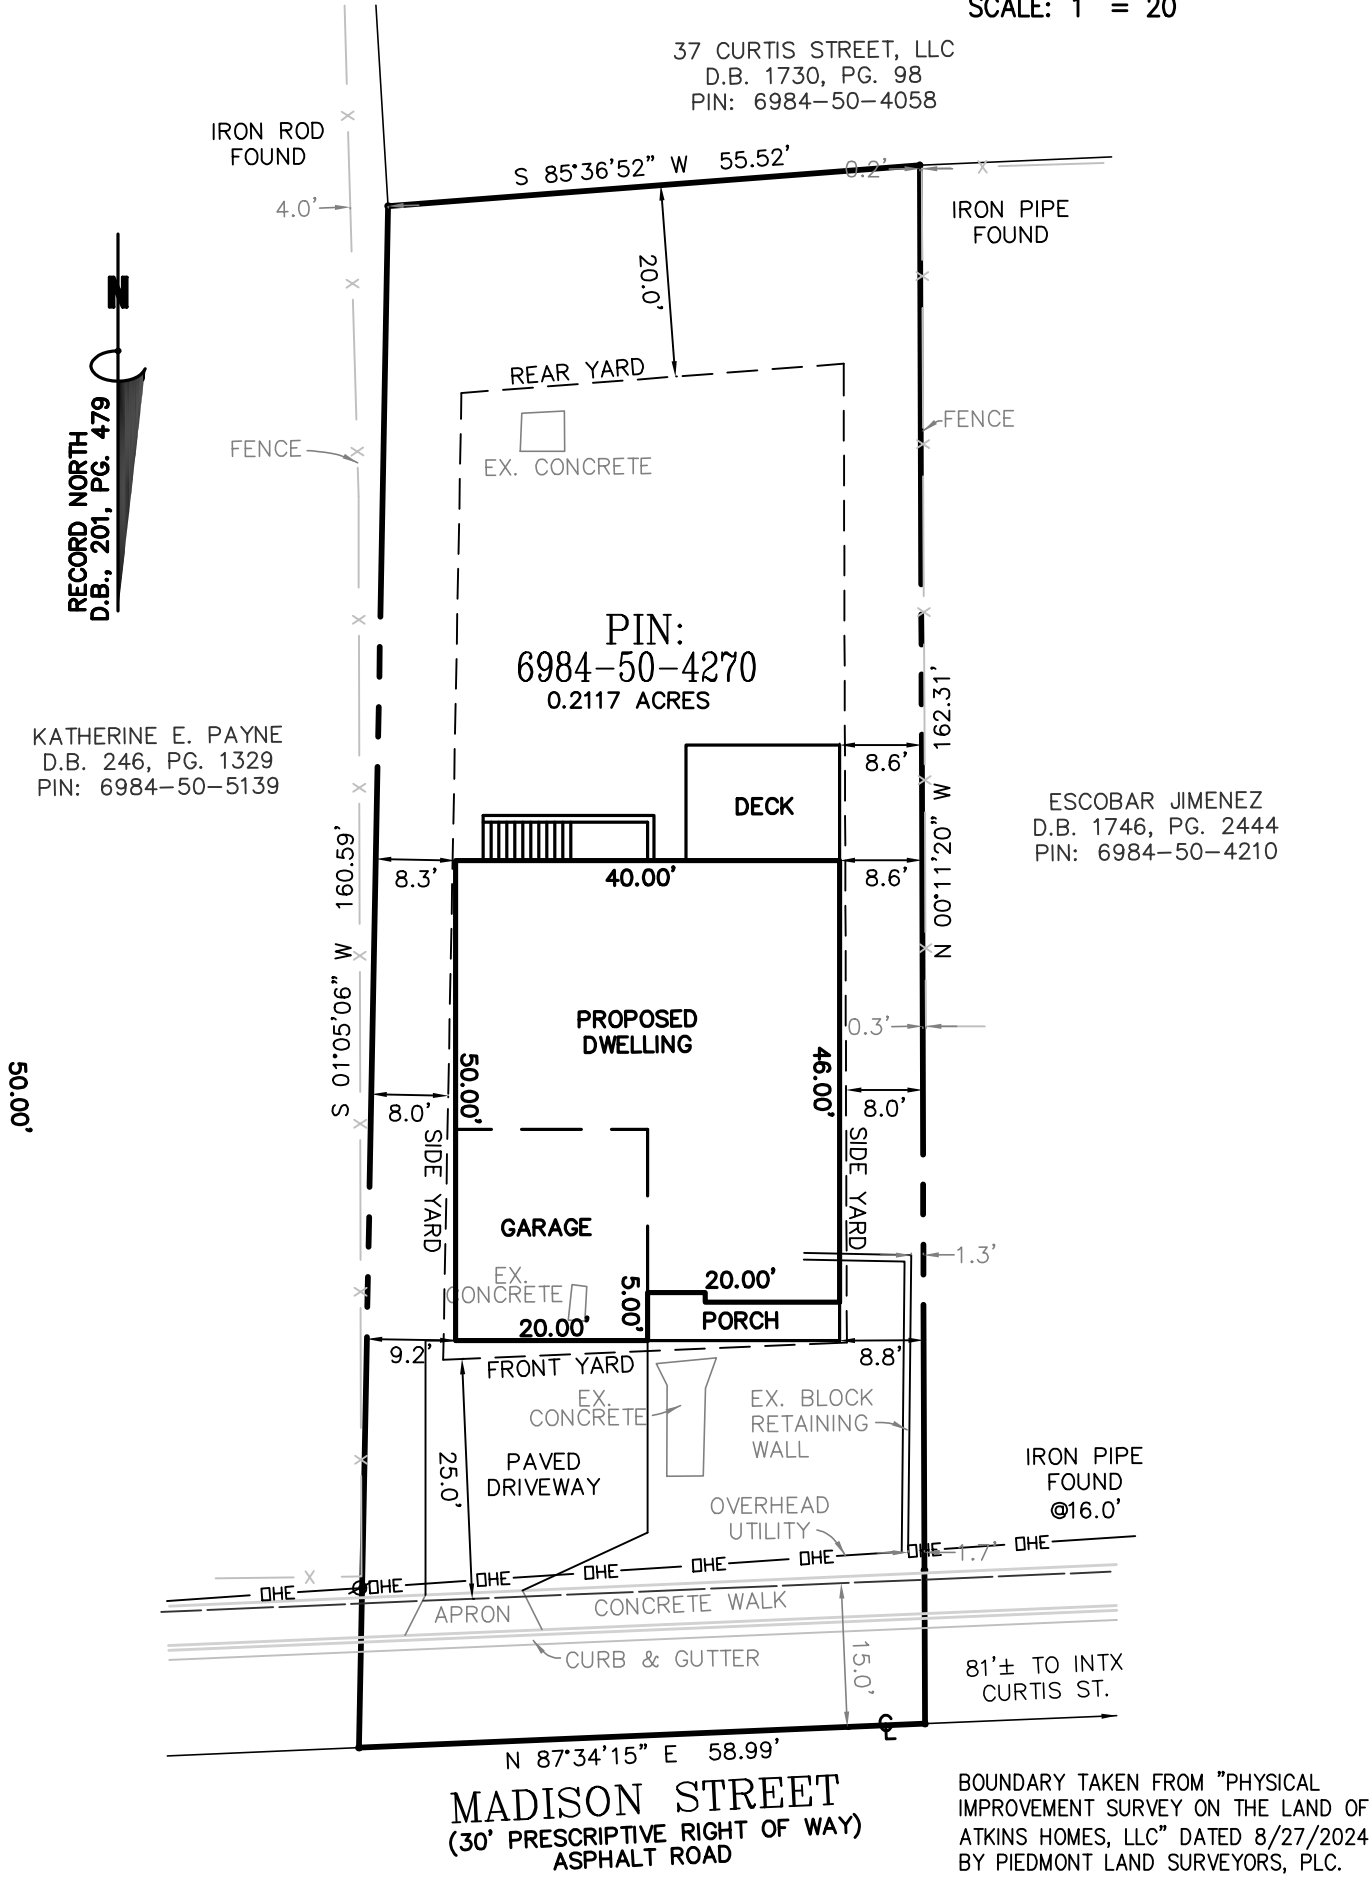 SCALE: 1" = 20'
37 CURTIS STREET, LLC
D.B. 1730, PG. 98
PIN: 6984-50-4058
IRON ROD
FOUND
S 85°36'52" W 55.52'
0.2'
X
4.0'
IRON PIPE
FOUND
20.0'
N
RECORD NORTH
D.B., 201, PG. 479
REAR YARD
FENCE
FENCE
EX. CONCRETE
PIN:
6984-50-4270
0.2117 ACRES
KATHERINE E. PAYNE
D.B. 246, PG. 1329
PIN: 6984-50-5139
S 01°05'06" W 160.59'
N 00°11'20" W 162.31'
8.6'
DECK
ESCOBAR JIMENEZ
D.B. 1746, PG. 2444
PIN: 6984-50-4210
8.3'
40.00'
8.6'
PROPOSED
DWELLING
0.3'
50.00'
50.00'
46.00'
8.0'
8.0'
SIDE YARD
SIDE YARD
GARAGE
1.3'
EX.
CONCRETE
5.00'
20.00'
20.00'
PORCH
9.2'
8.8'
FRONT YARD
EX.
CONCRETE
EX. BLOCK
RETAINING
WALL
25.0'
PAVED
DRIVEWAY
IRON PIPE
FOUND
@16.0'
OVERHEAD
UTILITY
1.7'
OHE OHE OHE OHE OHE OHE OHE OHE
APRON
CONCRETE WALK
CURB & GUTTER
15.0'
81'± TO INTX
CURTIS ST.
N 87°34'15" E 58.99'
MADISON STREET
(30' PRESCRIPTIVE RIGHT OF WAY)
ASPHALT ROAD
BOUNDARY TAKEN FROM "PHYSICAL
IMPROVEMENT SURVEY ON THE LAND OF
ATKINS HOMES, LLC" DATED 8/27/2024
BY PIEDMONT LAND SURVEYORS, PLC.